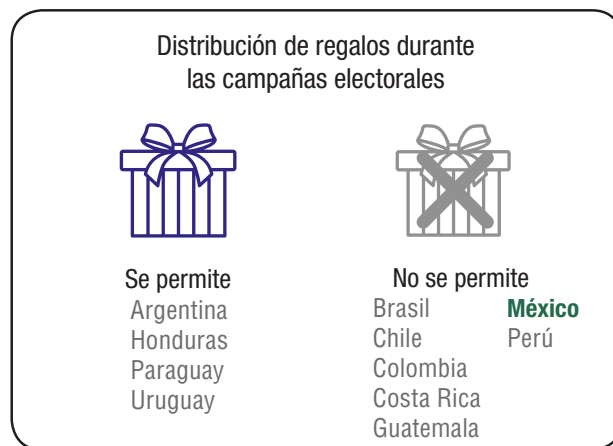 Distribución de regalos durante
las campañas electorales
Se permite
Argentina
Honduras
Paraguay
Uruguay
No se permite
Brasil
Chile
Colombia
Costa Rica
Guatemala
México
Perú